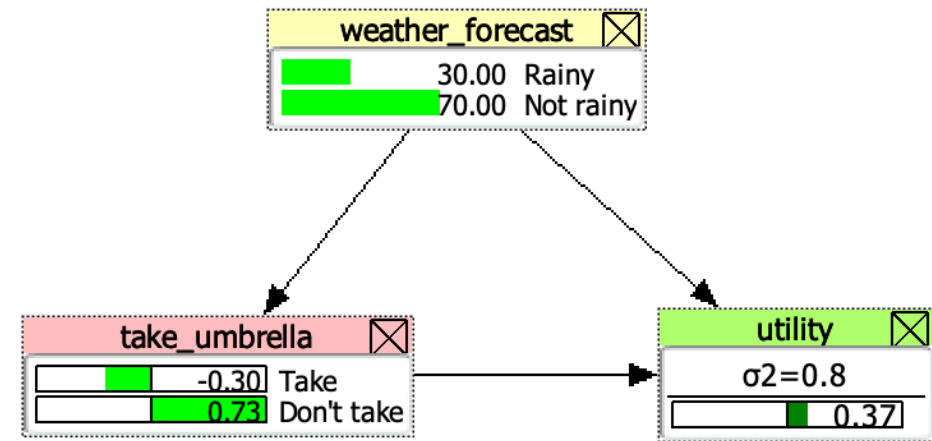 weather_forecast
30.00 Rainy
70.00 Not rainy
take_umbrella
-0.30 Take
0.73 Don't take
utility
σ2=0.8
0.37